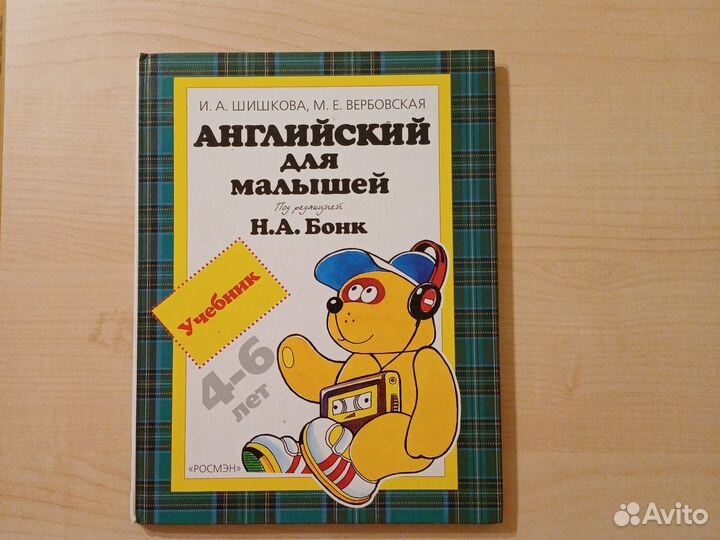 И. А. ШИШКОВА, М. Е. ВЕРБОВСКАЯ
АНГЛИЙСКИЙ
ДЛЯ
МАЛЫШЕЙ
Под редакцией
Н.А. Бонк
Учебник
4-6
лет
«РОСМЭН»
Avito